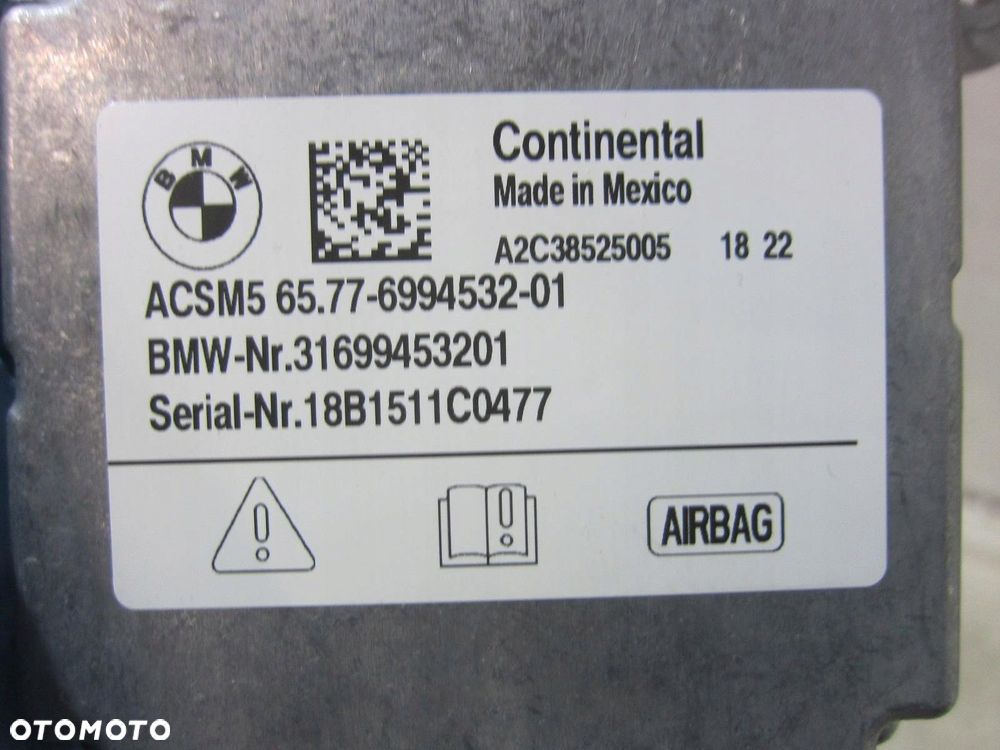 BMW
Continental
Made in Mexico
A2C38525005 18 22
ACSM5 65.77-6994532-01
BMW-Nr.31699453201
Serial-Nr.18B1511C0477
AIRBAG
OTOMOTO